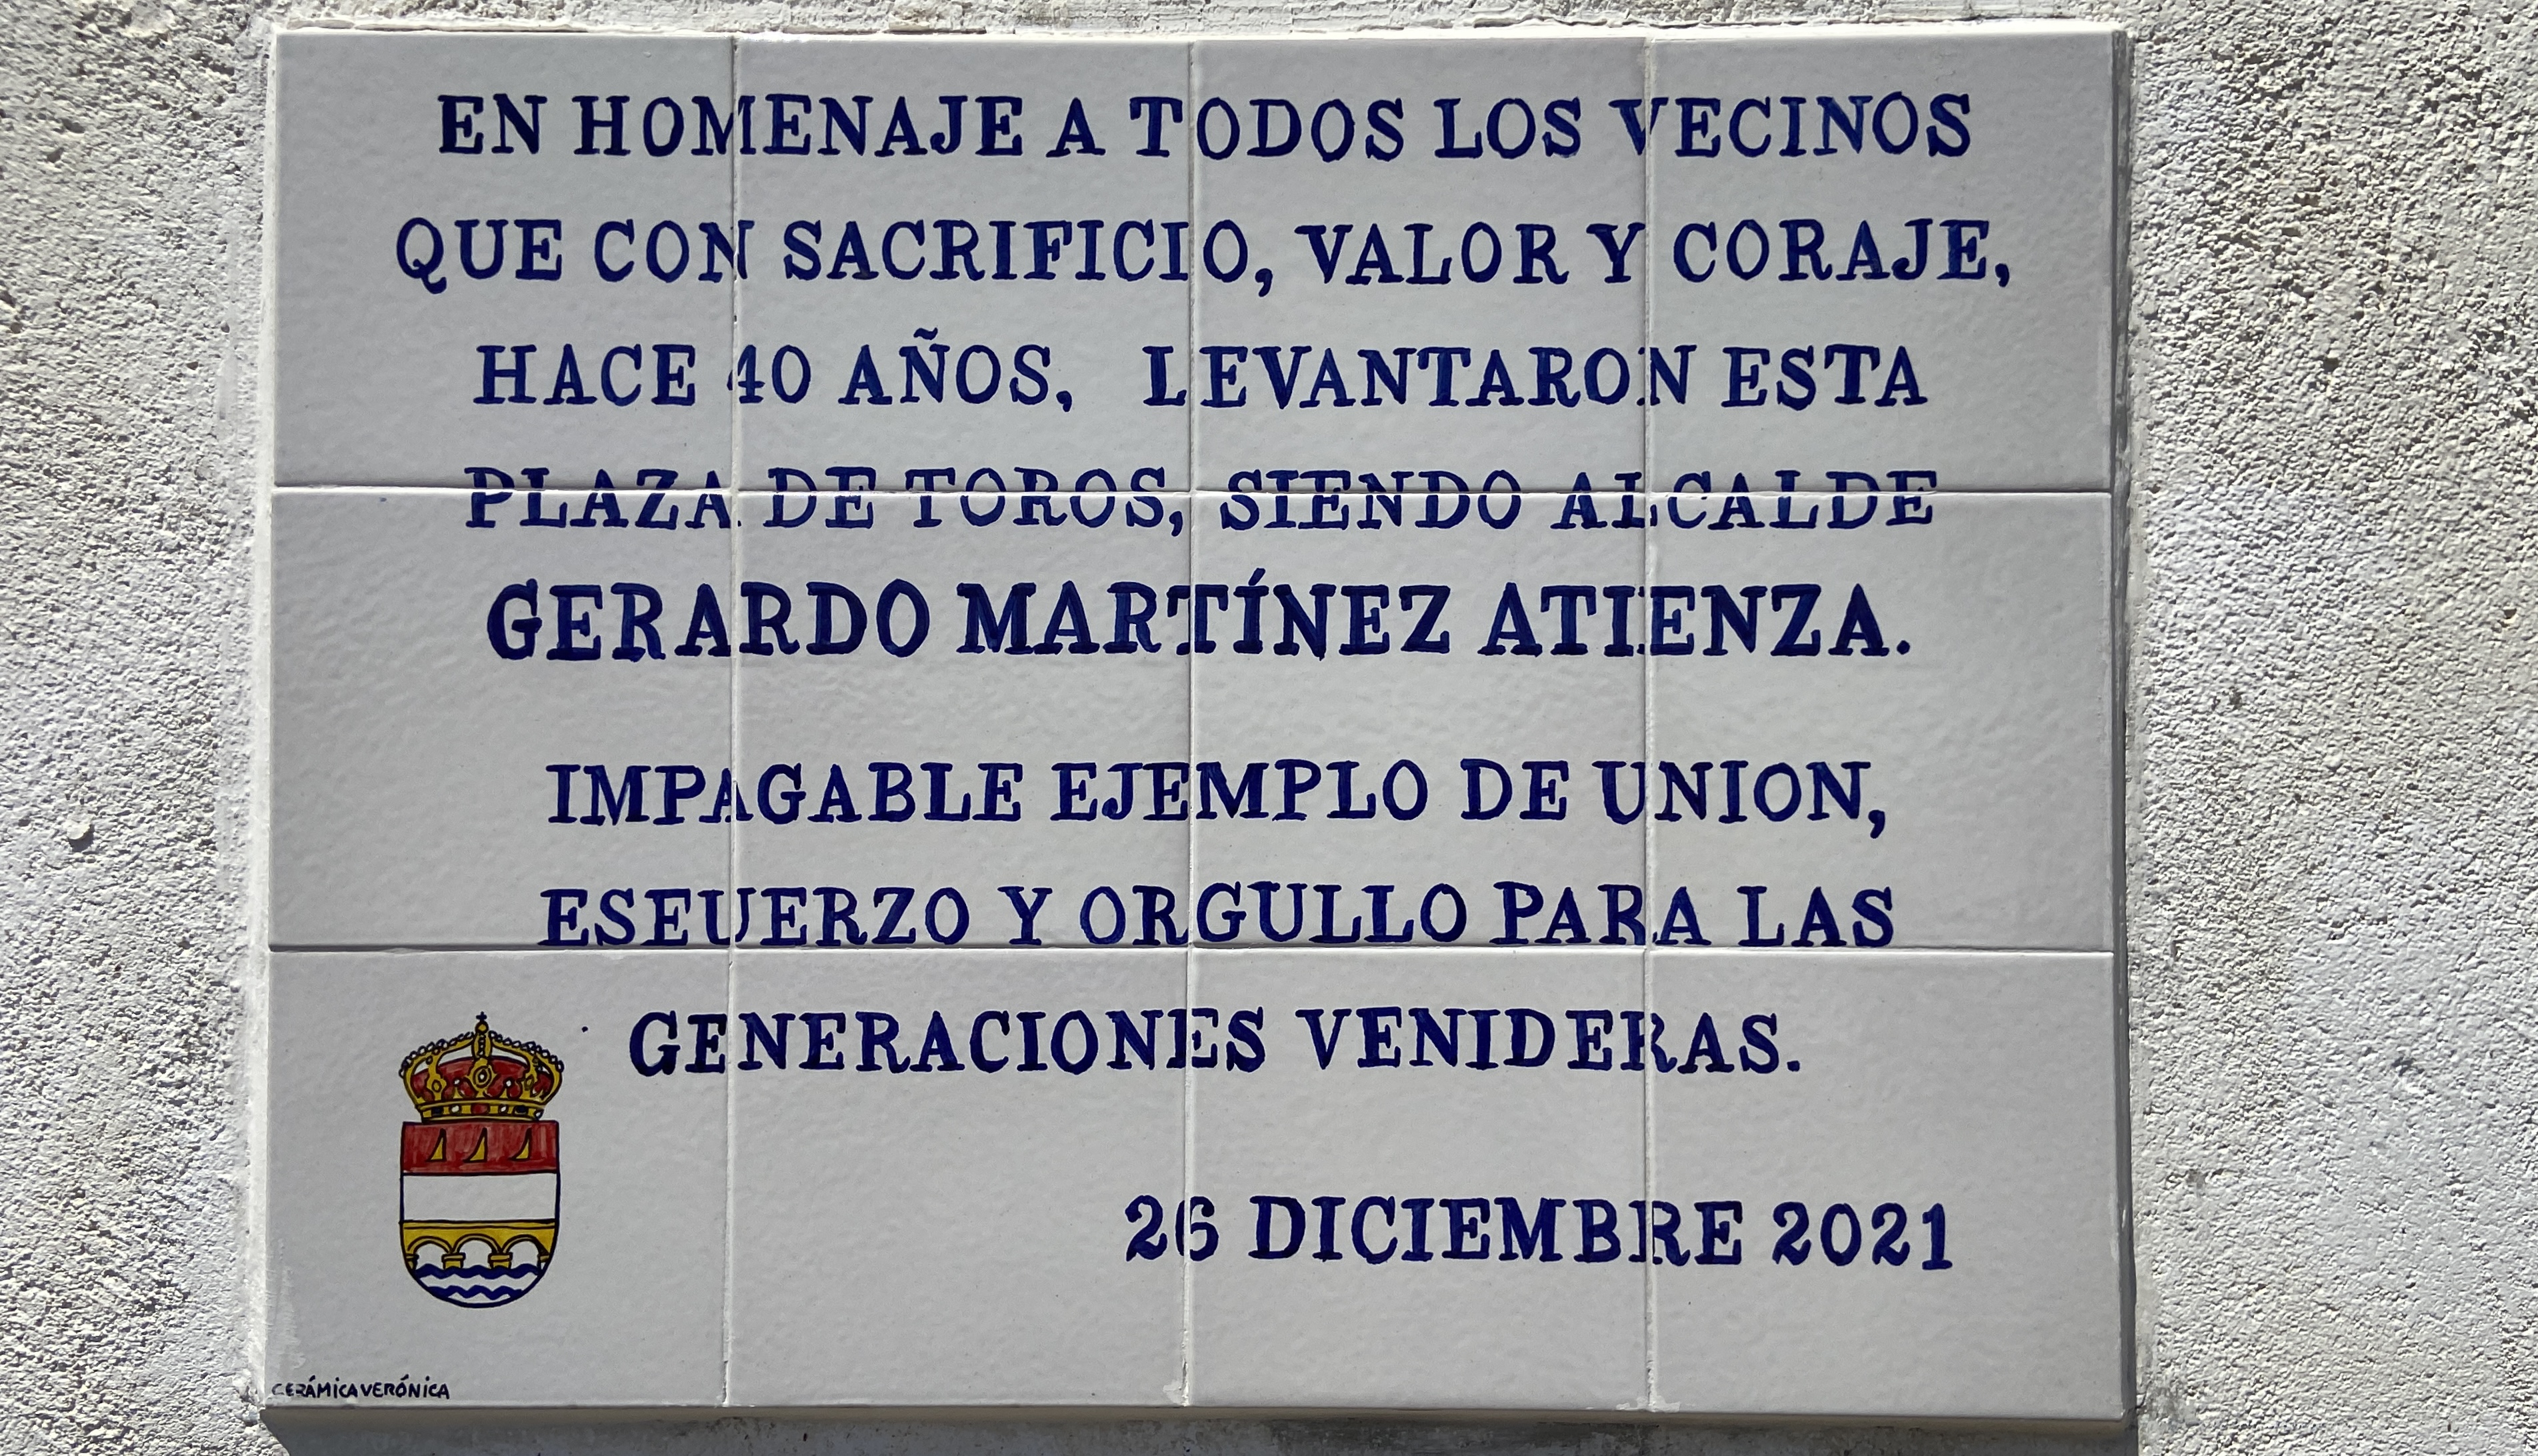 EN HOMENAJE A TODOS LOS VECINOS
QUE CON SACRIFICIO, VALOR Y CORAJE,
HACE 40 AÑOS, LEVANTARON ESTA
PLAZA DE TOROS, SIENDO ALCALDE
GERARDO MARTÍNEZ ATIENZA.
IMPAGABLE EJEMPLO DE UNION,
ESEUERZO Y ORGULLO PARA LAS
GENERACIONES VENIDERAS.
26 DICIEMBRE 2021
CERÁMICA VERÓNICA